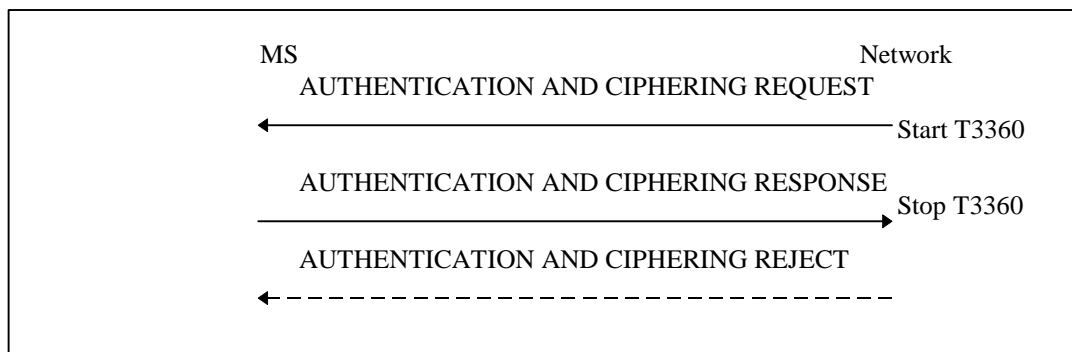 MS Network
AUTHENTICATION AND CIPHERING REQUEST
Start T3360
AUTHENTICATION AND CIPHERING RESPONSE
Stop T3360
AUTHENTICATION AND CIPHERING REJECT